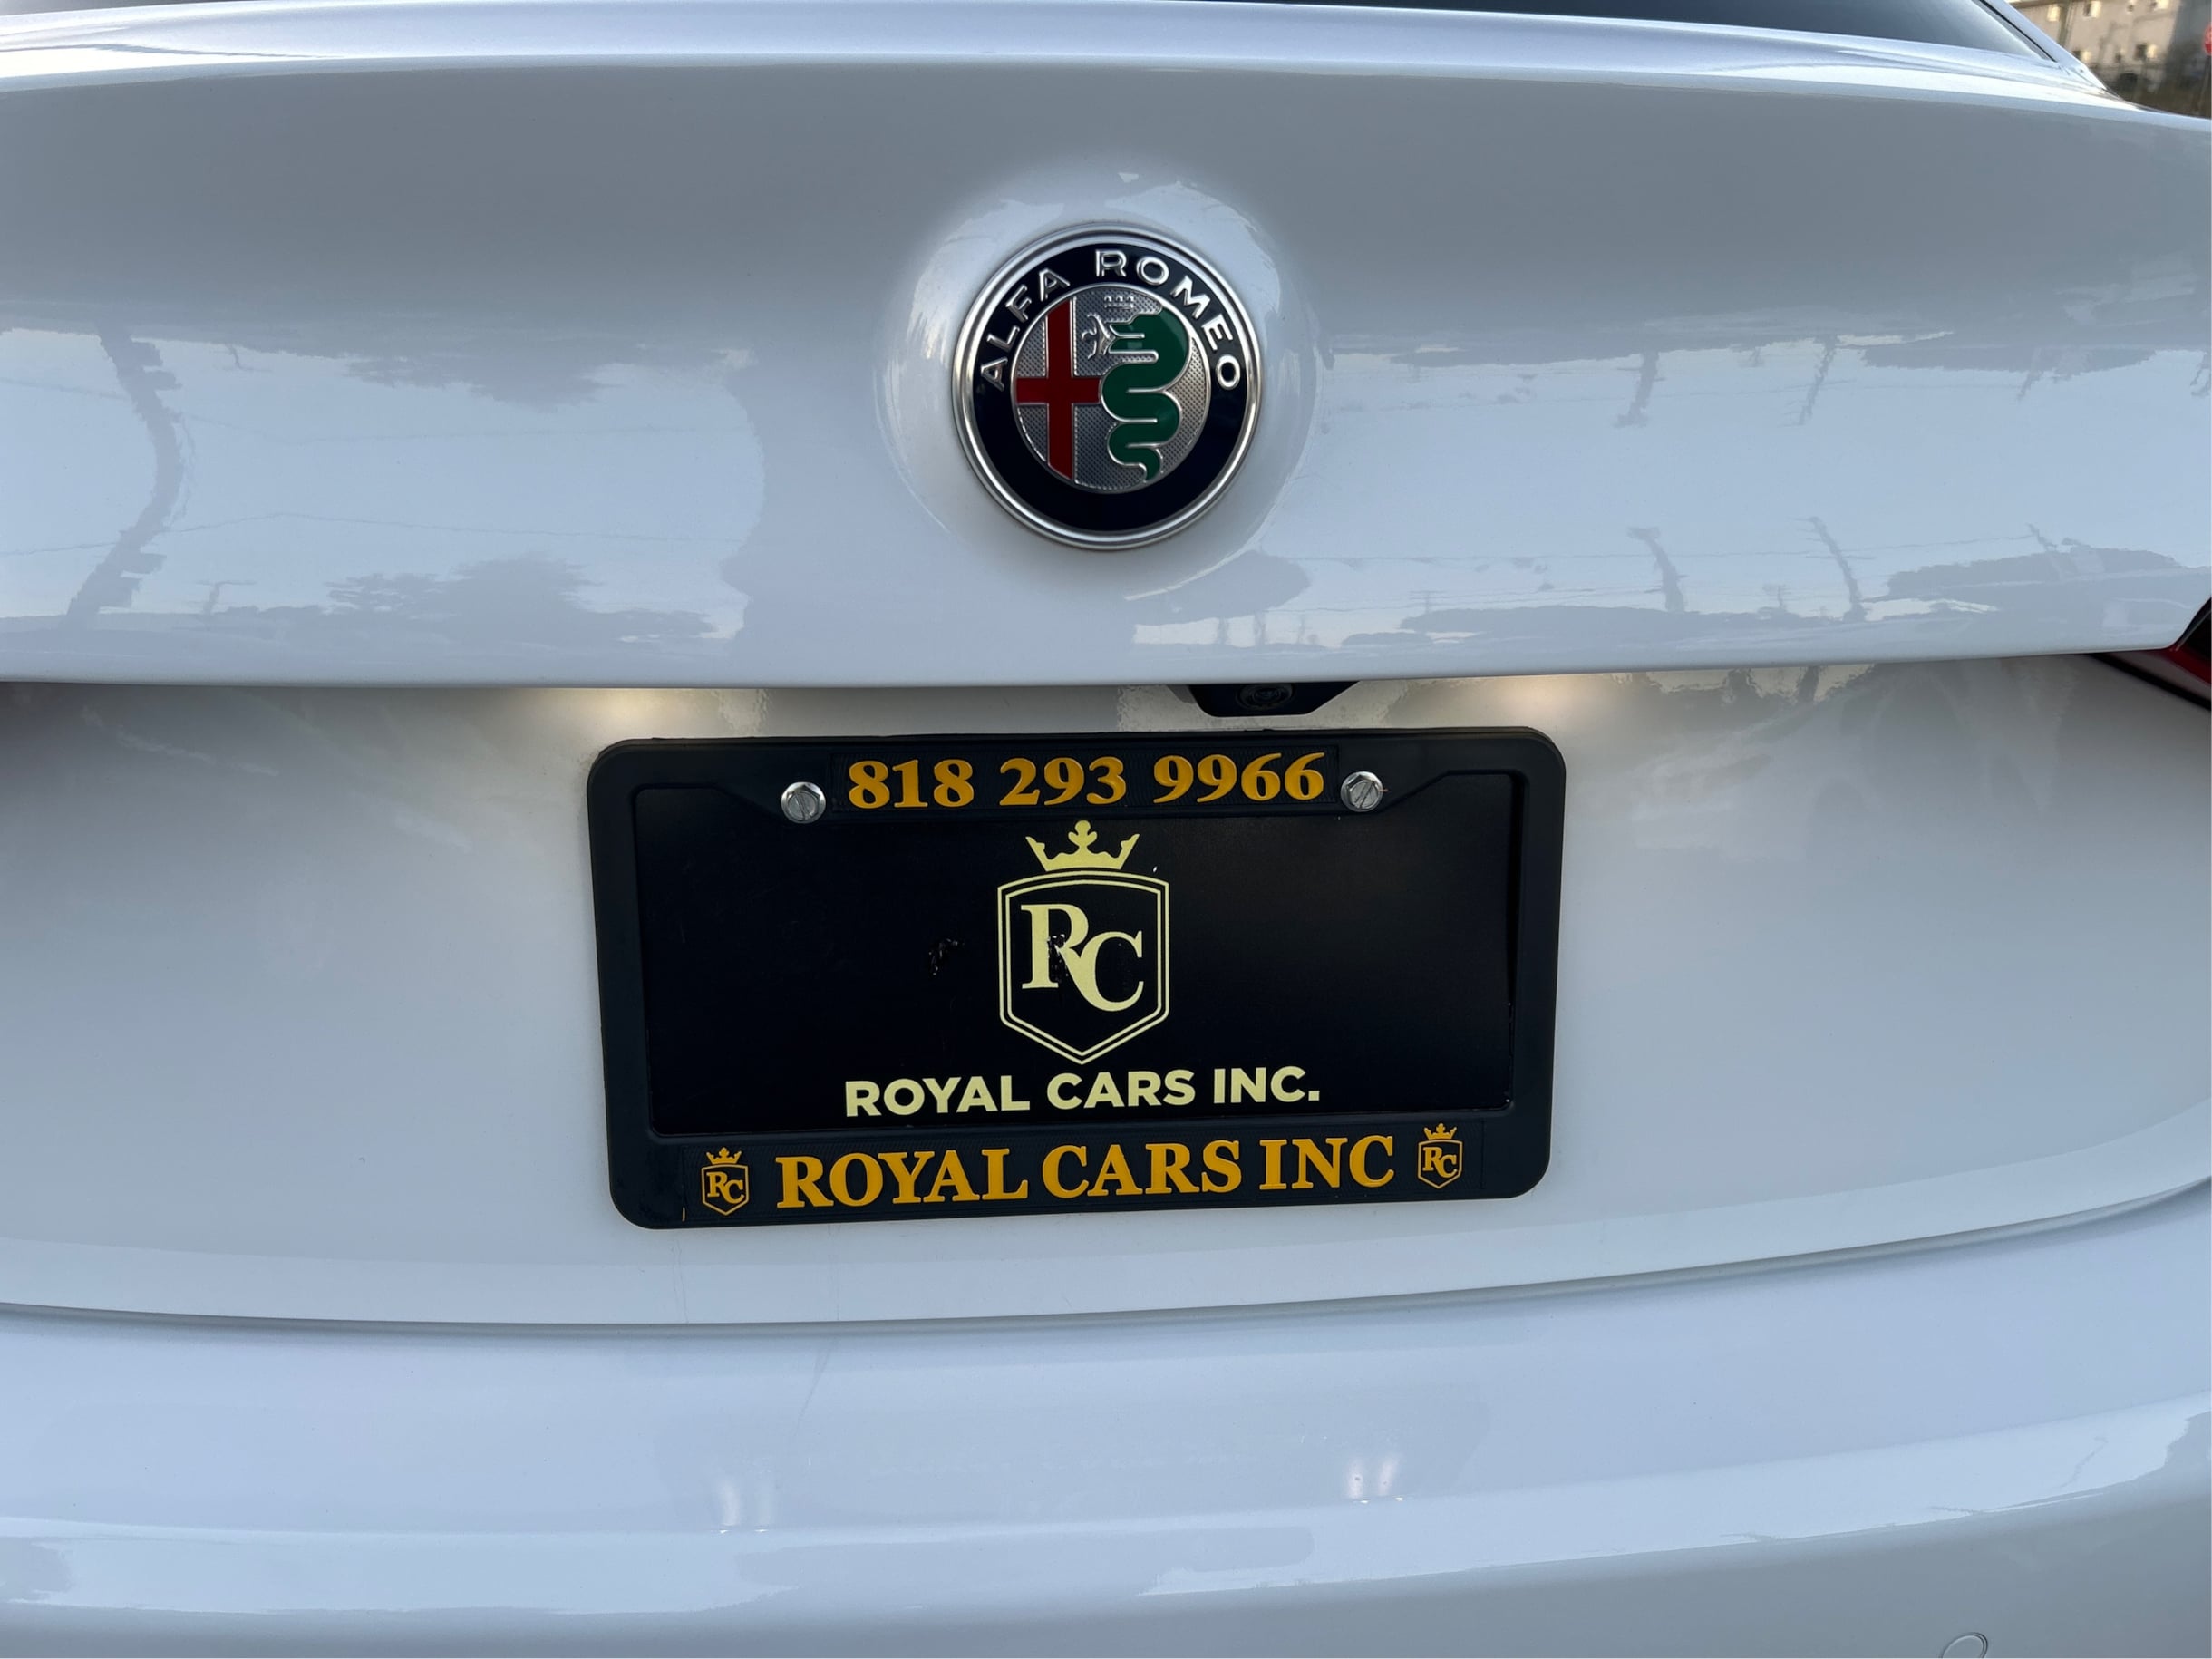 ALFA ROMEO
818 293 9966
RC
ROYAL CARS INC.
RC ROYAL CARS INC RC